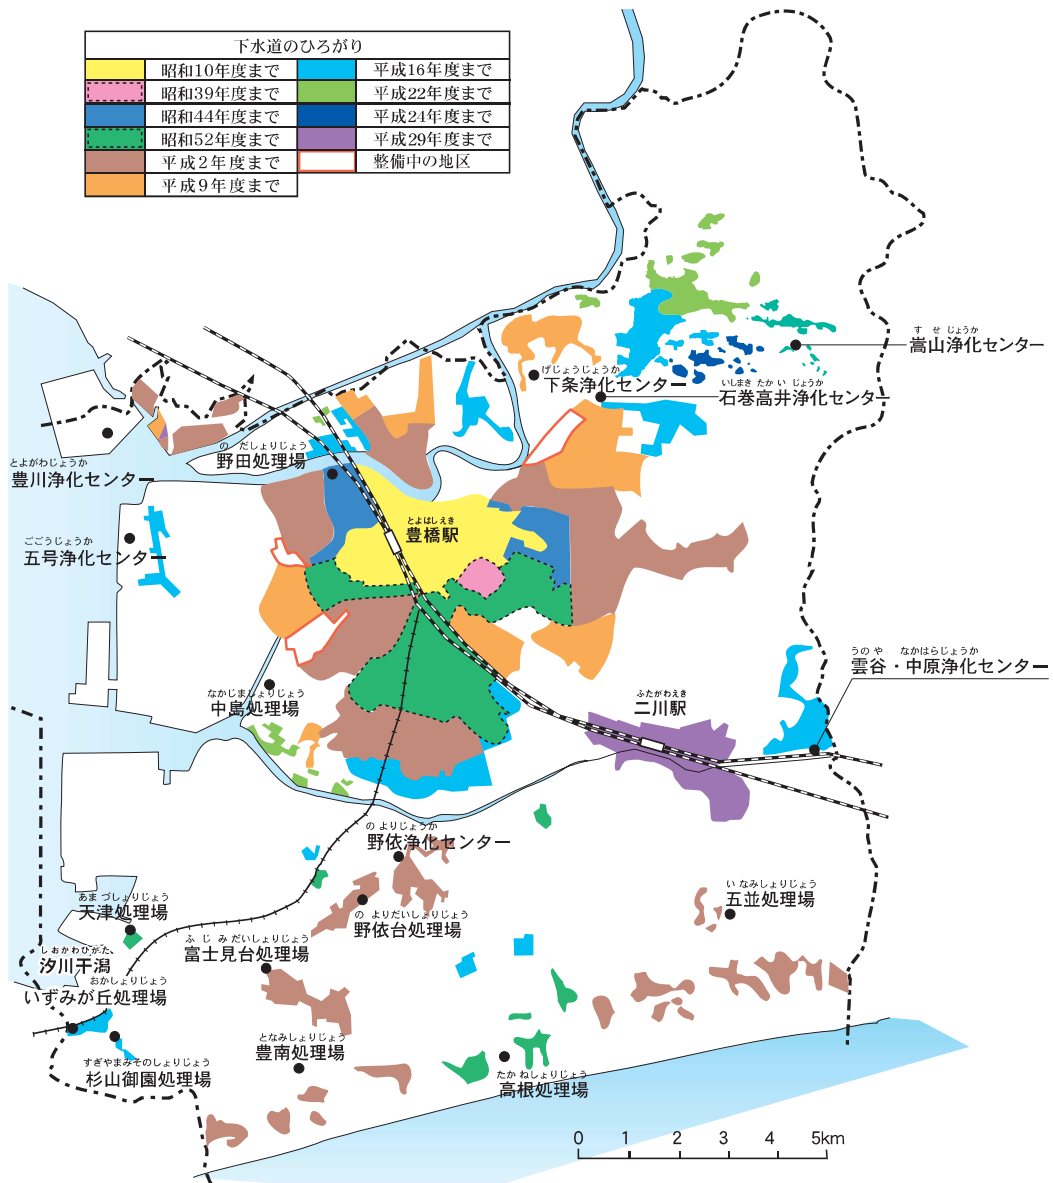 下水道のひろがり
昭和10年度まで
平成16年度まで
昭和39年度まで
平成22年度まで
昭和44年度まで
平成24年度まで
昭和52年度まで
平成29年度まで
平成2年度まで
整備中の地区
平成9年度まで
すせじょうか
嵩山浄化センター
げじょうじょうか
下条浄化センター
いしまきたかいじょうか
石巻高井浄化センター
のだしょりじょう
野田処理場
とよがわじょうか
豊川浄化センター
とよはしえき
豊橋駅
ごごうじょうか
五号浄化センター
うのや なかはらじょうか
雲谷・中原浄化センター
なかじましょりじょう
中島処理場
ふたがわえき
二川駅
のよりじょうか
野依浄化センター
いなみしょりじょう
五並処理場
あまづしょりじょう
天津処理場
のよりだいしょりじょう
野依台処理場
ふじみだいしょりじょう
富士見台処理場
しおかわひがた
汐川干潟
おかしょりじょう
いずみが丘処理場
となみしょりじょう
豊南処理場
すぎやまみそのしょりじょう
杉山御園処理場
たかねしょりじょう
高根処理場
0 1 2 3 4 5km